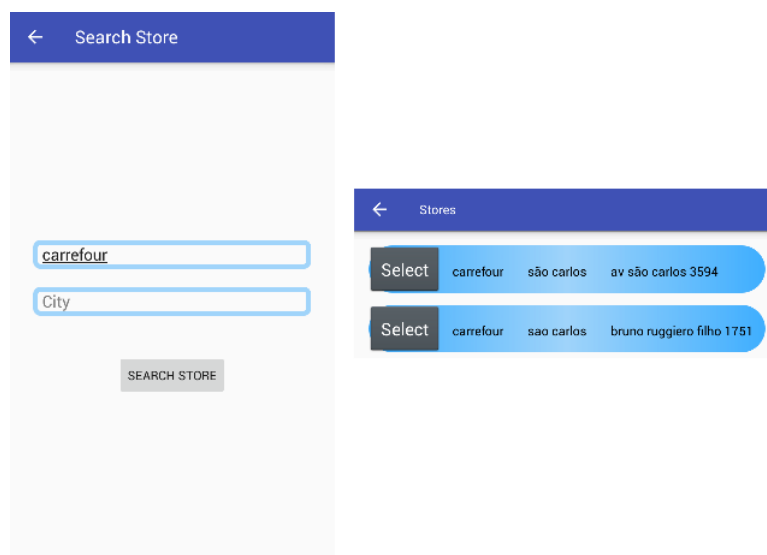 Search Store
carrefour
City
SEARCH STORE
Stores
Select carrefour são carlos av são carlos 3594
Select carrefour sao carlos bruno ruggiero filho 1751